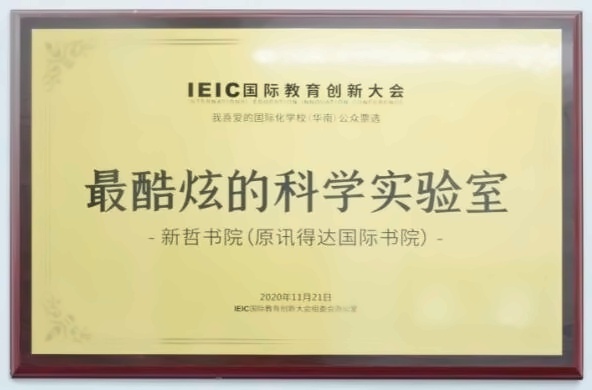 IEIC国际教育创新大会
INTERNATIONAL EDUCATION INNOVATION CONFERENCE
我喜爱的国际化学校(华南)公众票选
最酷炫的科学实验室
- 新哲书院(原讯得达国际书院) -
2020年11月21日
IEIC国际教育创新大会组委会办公室